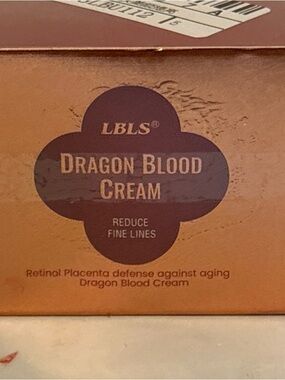 LBLS®
DRAGON BLOOD
CREAM
REDUCE
FINE LINES
Retinol Placenta defense against aging
Dragon Blood Cream